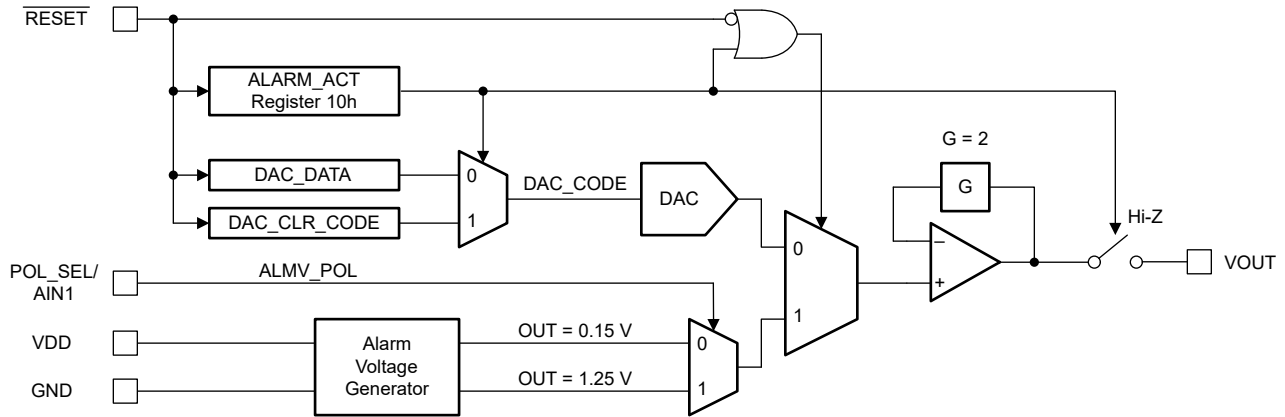 RESET
ALARM_ACT
Register 10h
G = 2
G
DAC_DATA
0
DAC_CODE
DAC
DAC_CLR_CODE
1
Hi-Z
0
–
+
VOUT
POL_SEL/
AIN1
ALMV_POL
1
VDD
Alarm
Voltage
Generator
OUT = 0.15 V
0
GND
OUT = 1.25 V
1